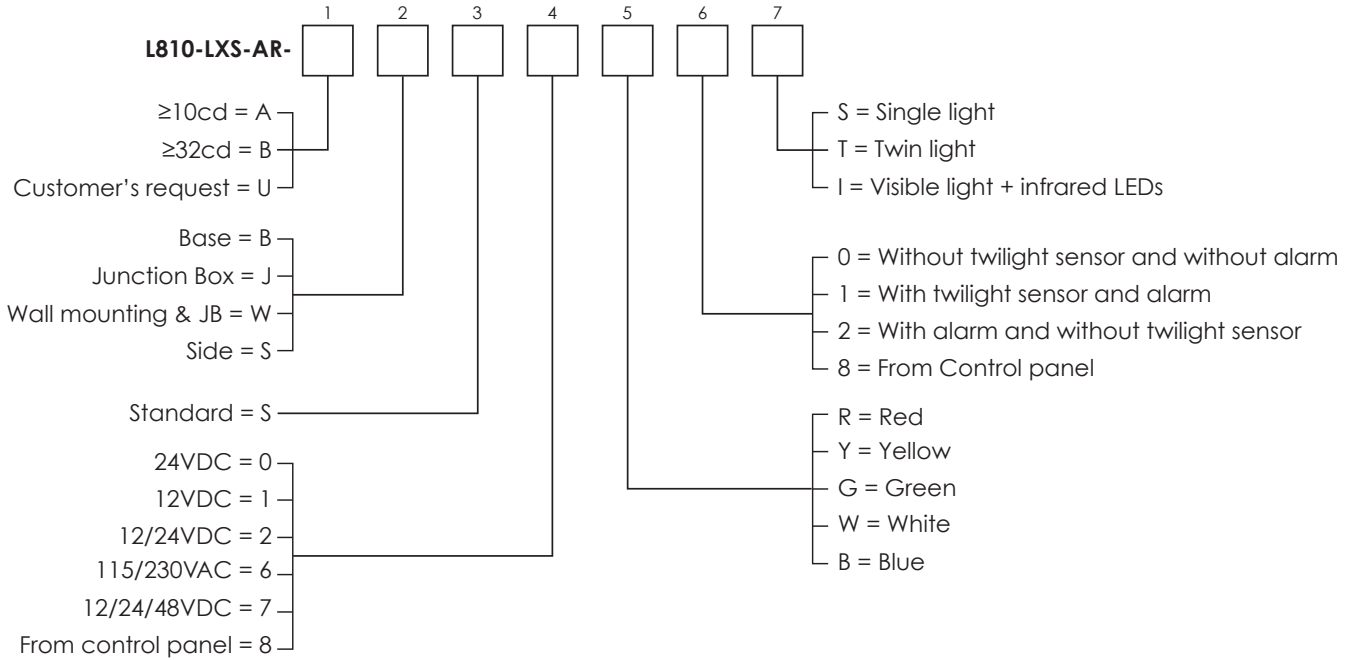 1 2 3 4 5 6 7
L810-LXS-AR-
≥10cd = A
≥32cd = B
Customer’s request = U
Base = B
Junction Box = J
Wall mounting & JB = W
Side = S
Standard = S
24VDC = 0
12VDC = 1
12/24VDC = 2
115/230VAC = 6
12/24/48VDC = 7
From control panel = 8
S = Single light
T = Twin light
I = Visible light + infrared LEDs
0 = Without twilight sensor and without alarm
1 = With twilight sensor and alarm
2 = With alarm and without twilight sensor
8 = From Control panel
R = Red
Y = Yellow
G = Green
W = White
B = Blue